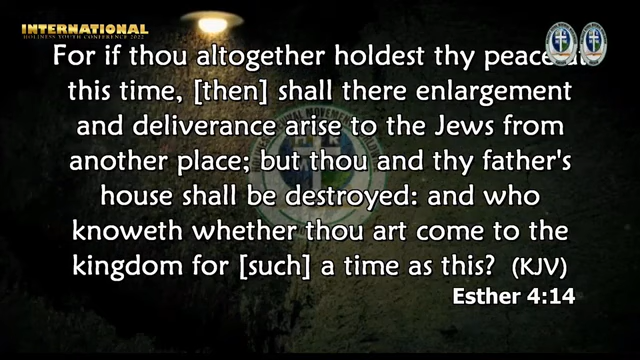 INTERNATIONAL
HOLINESS YOUTH CONFERENCE 2022
For if thou altogether holdest thy peace at
this time, [then] shall there enlargement
and deliverance arise to the Jews from
another place; but thou and thy father's
house shall be destroyed: and who
knoweth whether thou art come to the
kingdom for [such] a time as this? (KJV)
Esther 4:14